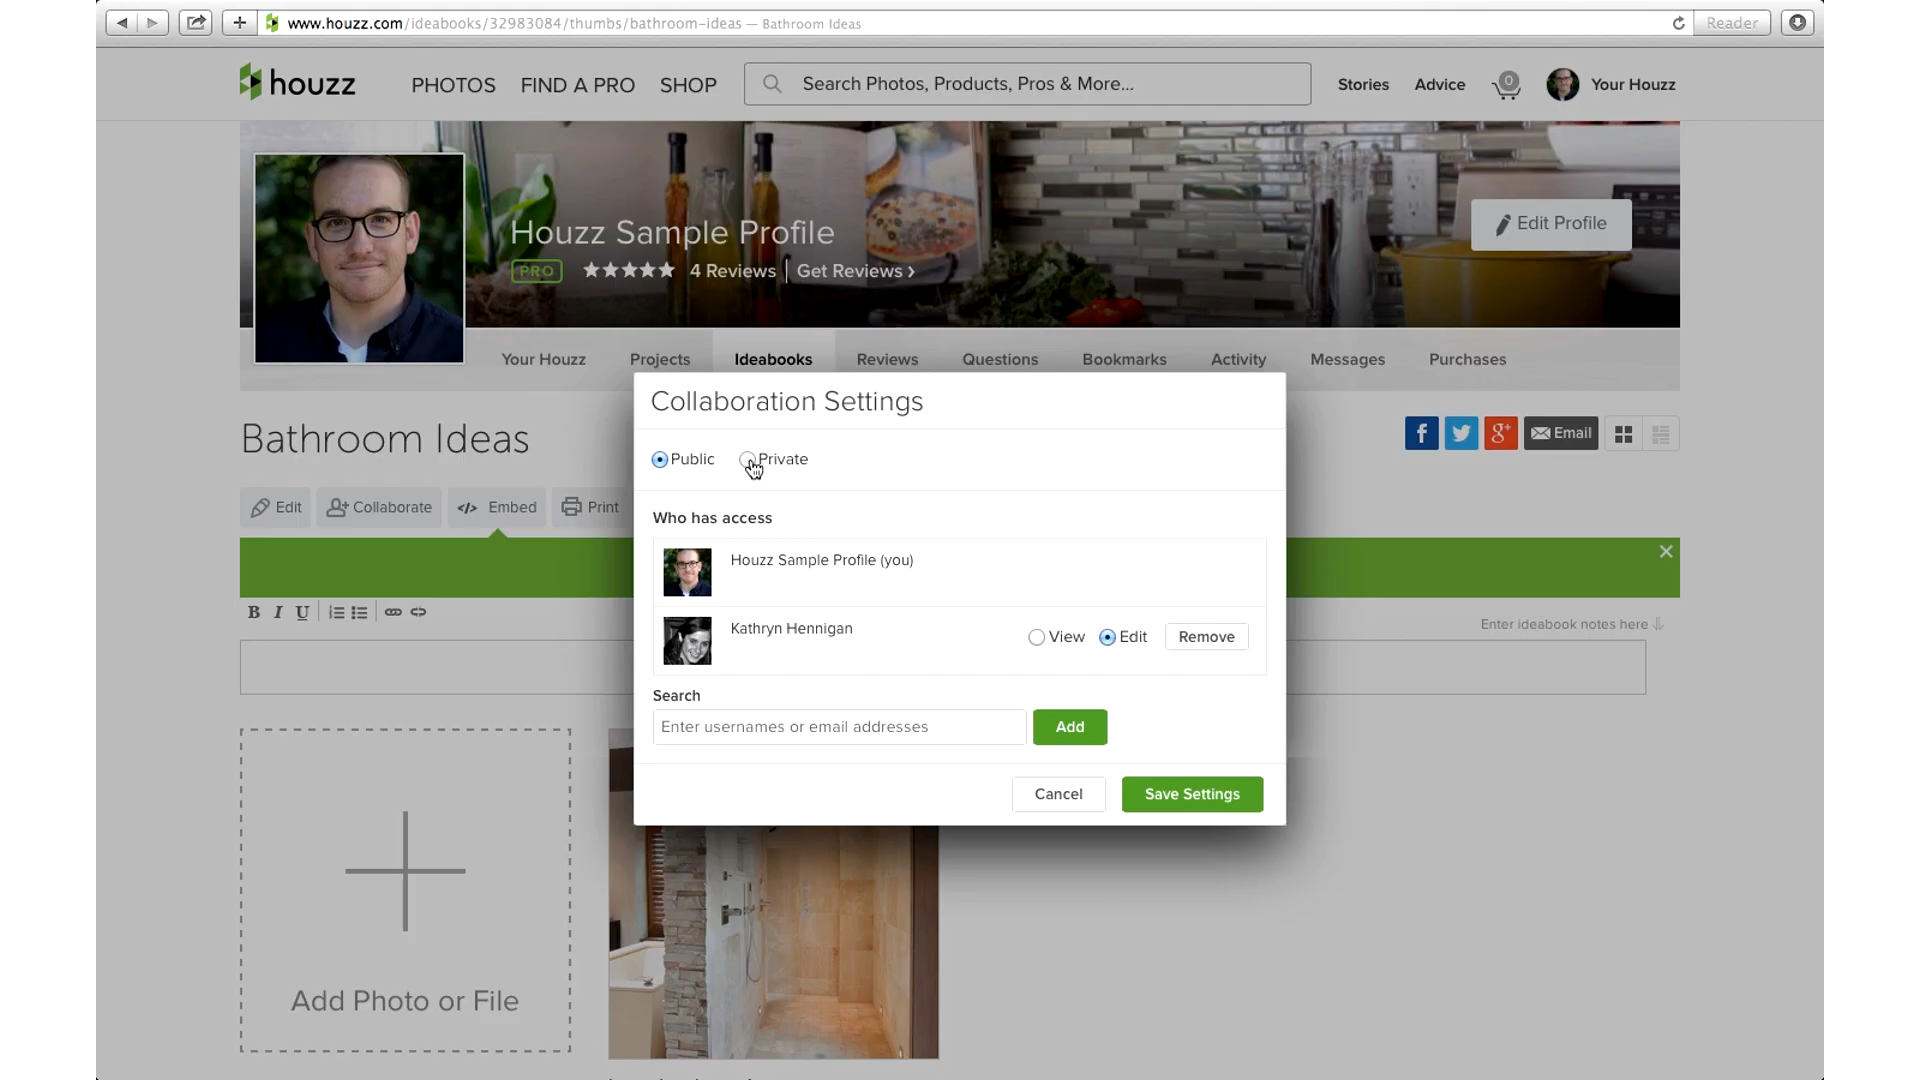 www.houzz.com/ideabooks/32983084/thumbs/bathroom-ideas — Bathroom Ideas
Reader
houzz
PHOTOS FIND A PRO SHOP
Search Photos, Products, Pros & More...
Stories Advice 0 Your Houzz
Houzz Sample Profile
Edit Profile
PRO 4 Reviews | Get Reviews ›
Your Houzz Projects Ideabooks Reviews Questions Bookmarks Activity Messages Purchases
Collaboration Settings
Bathroom Ideas
f g+ Email
Public Private
Edit Collaborate </> Embed Print
Who has access
Houzz Sample Profile (you)
B I U
Enter ideabook notes here
Kathryn Hennigan
View Edit Remove
Search
Enter usernames or email addresses
Add
Cancel Save Settings
Add Photo or File